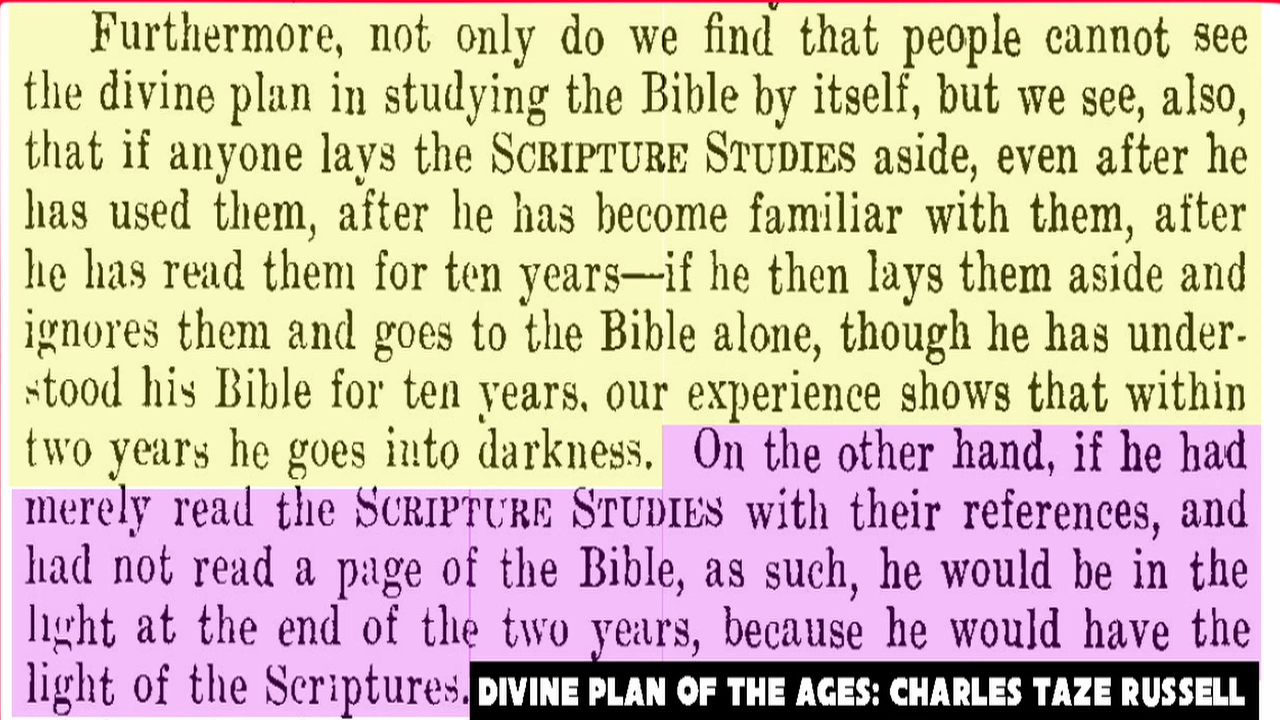 Furthermore, not only do we find that people cannot see
the divine plan in studying the Bible by itself, but we see, also,
that if anyone lays the SCRIPTURE STUDIES aside, even after he
has used them, after he has become familiar with them, after
he has read them for ten years—if he then lays them aside and
ignores them and goes to the Bible alone, though he has under-
stood his Bible for ten years, our experience shows that within
two years he goes into darkness. On the other hand, if he had
merely read the SCRIPTURE STUDIES with their references, and
had not read a page of the Bible, as such, he would be in the
light at the end of the two years, because he would have the
light of the Scriptures.
DIVINE PLAN OF THE AGES: CHARLES TAZE RUSSELL